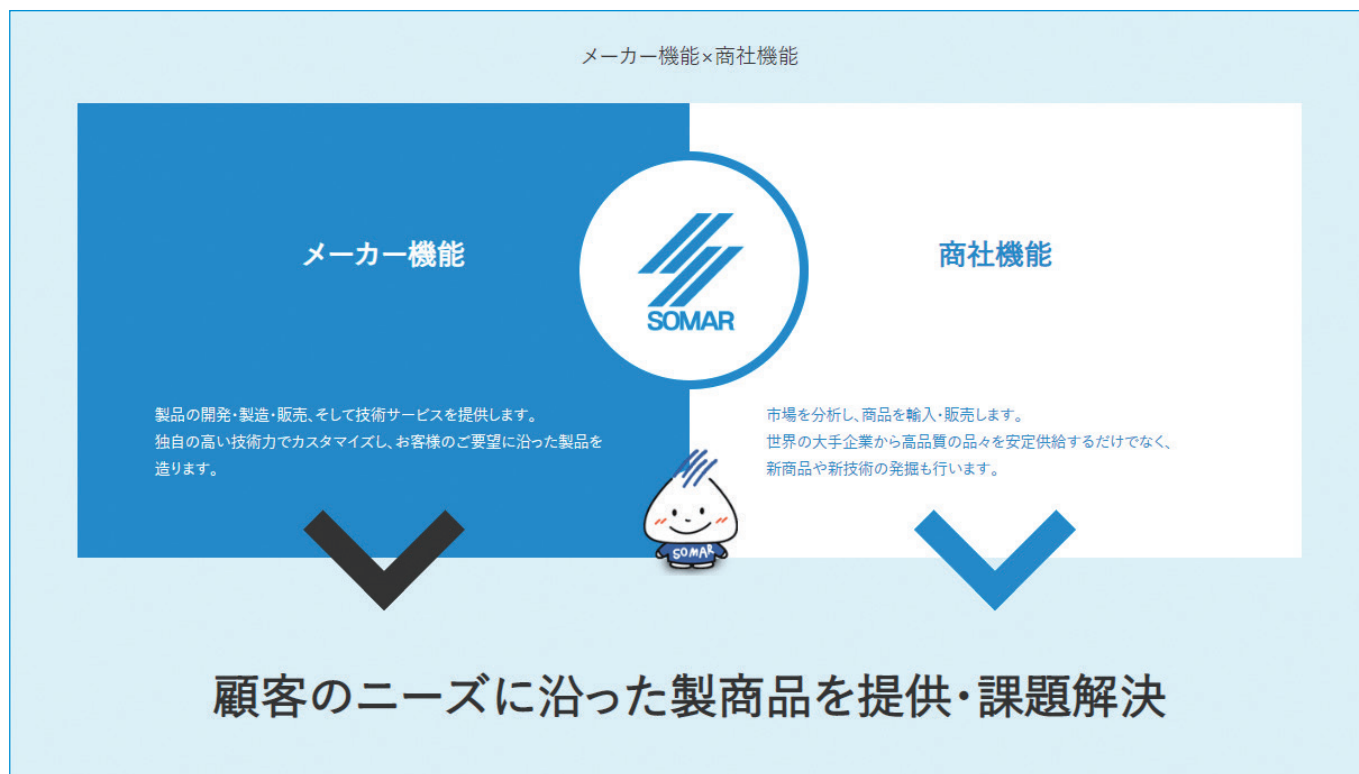 メーカー機能×商社機能
メーカー機能
SOMAR
商社機能
製品の開発・製造・販売、そして技術サービスを提供します。
独自の高い技術力でカスタマイズし、お客様のご要望に沿った製品を
造ります。
市場を分析し、商品を輸入・販売します。
世界の大手企業から高品質の品々を安定供給するだけでなく、
新商品や新技術の発掘も行います。
SOMAR
顧客のニーズに沿った製商品を提供・課題解決